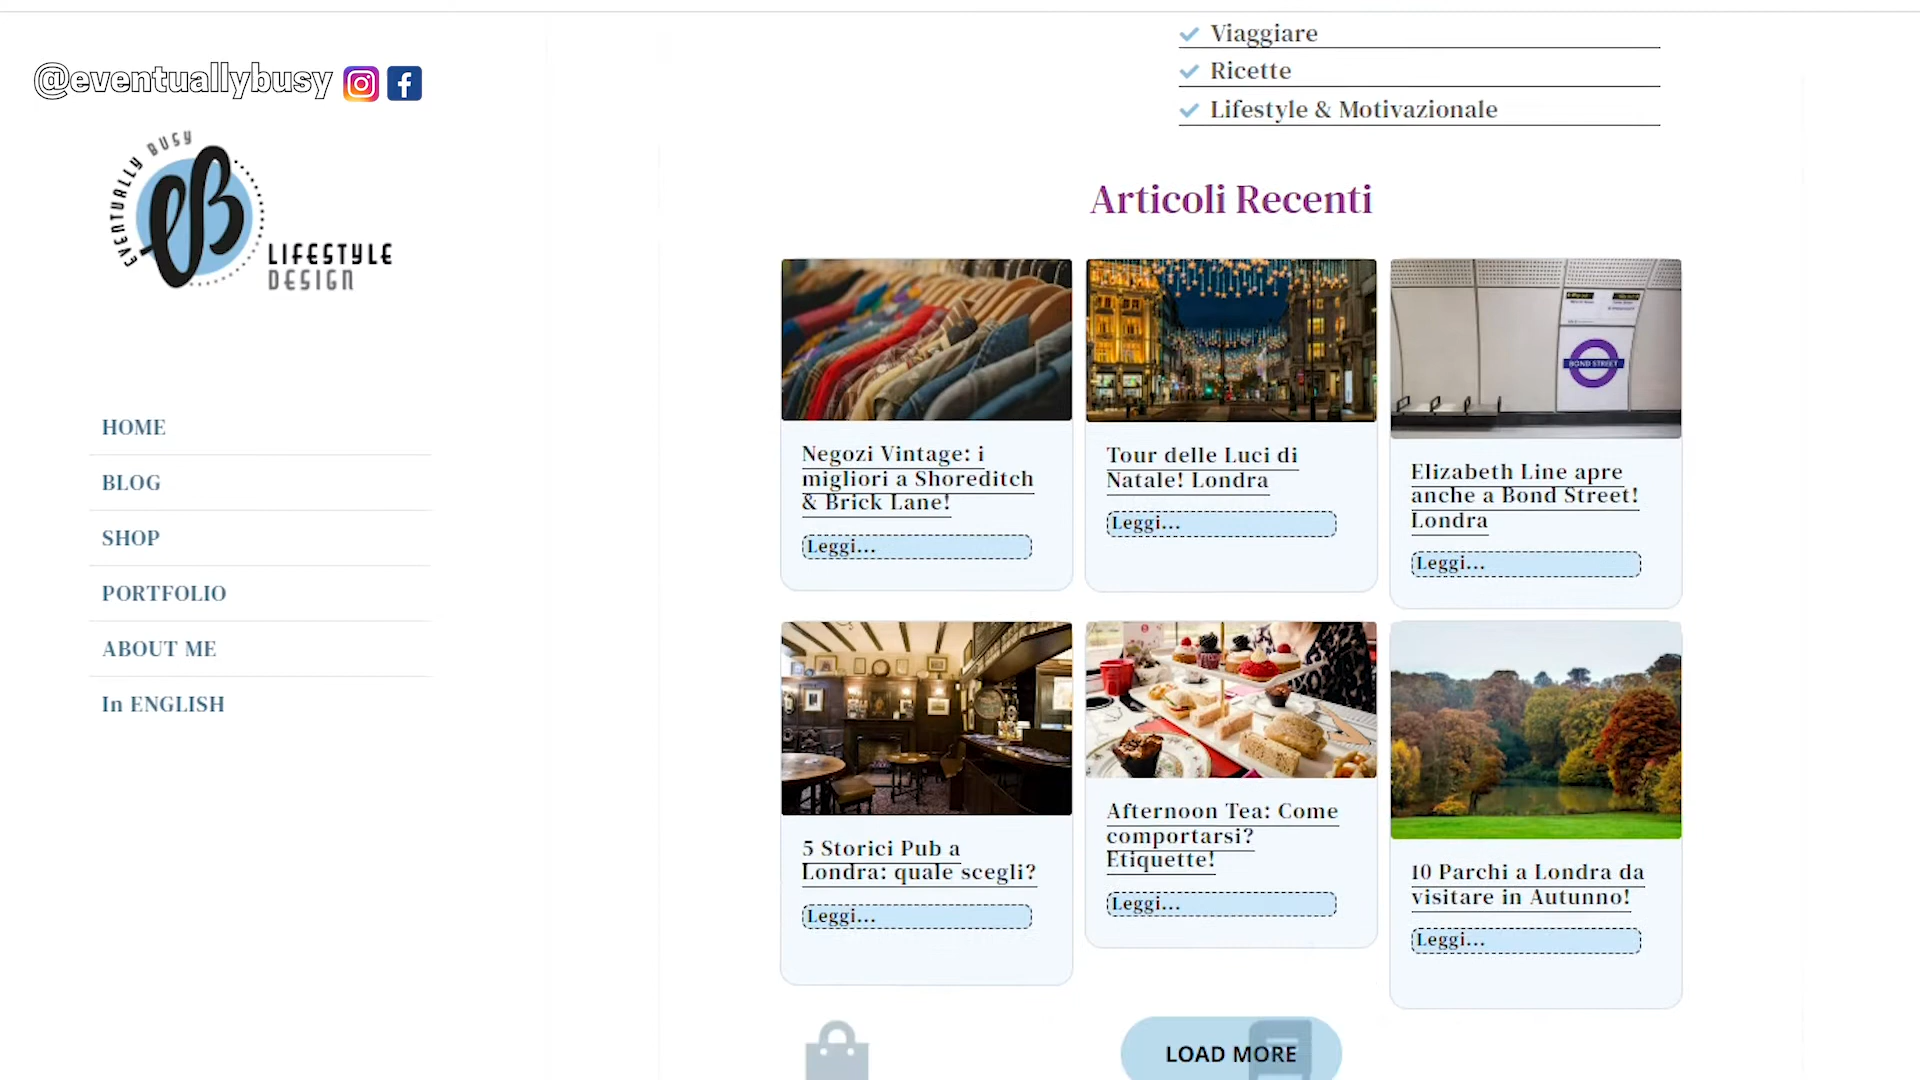 @eventuallybusy
EVENTUALLY BUSY
eB
LIFESTYLE
DESIGN
HOME
BLOG
SHOP
PORTFOLIO
ABOUT ME
In ENGLISH
Viaggiare
Ricette
Lifestyle & Motivazionale
Articoli Recenti
Negozi Vintage: i
migliori a Shoreditch
& Brick Lane!
Leggi...
Tour delle Luci di
Natale! Londra
Leggi...
BOND STREET
Elizabeth Line apre
anche a Bond Street!
Londra
Leggi...
5 Storici Pub a
Londra: quale scegli?
Leggi...
Afternoon Tea: Come
comportarsi?
Etiquette!
Leggi...
10 Parchi a Londra da
visitare in Autunno!
Leggi...
LOAD MORE